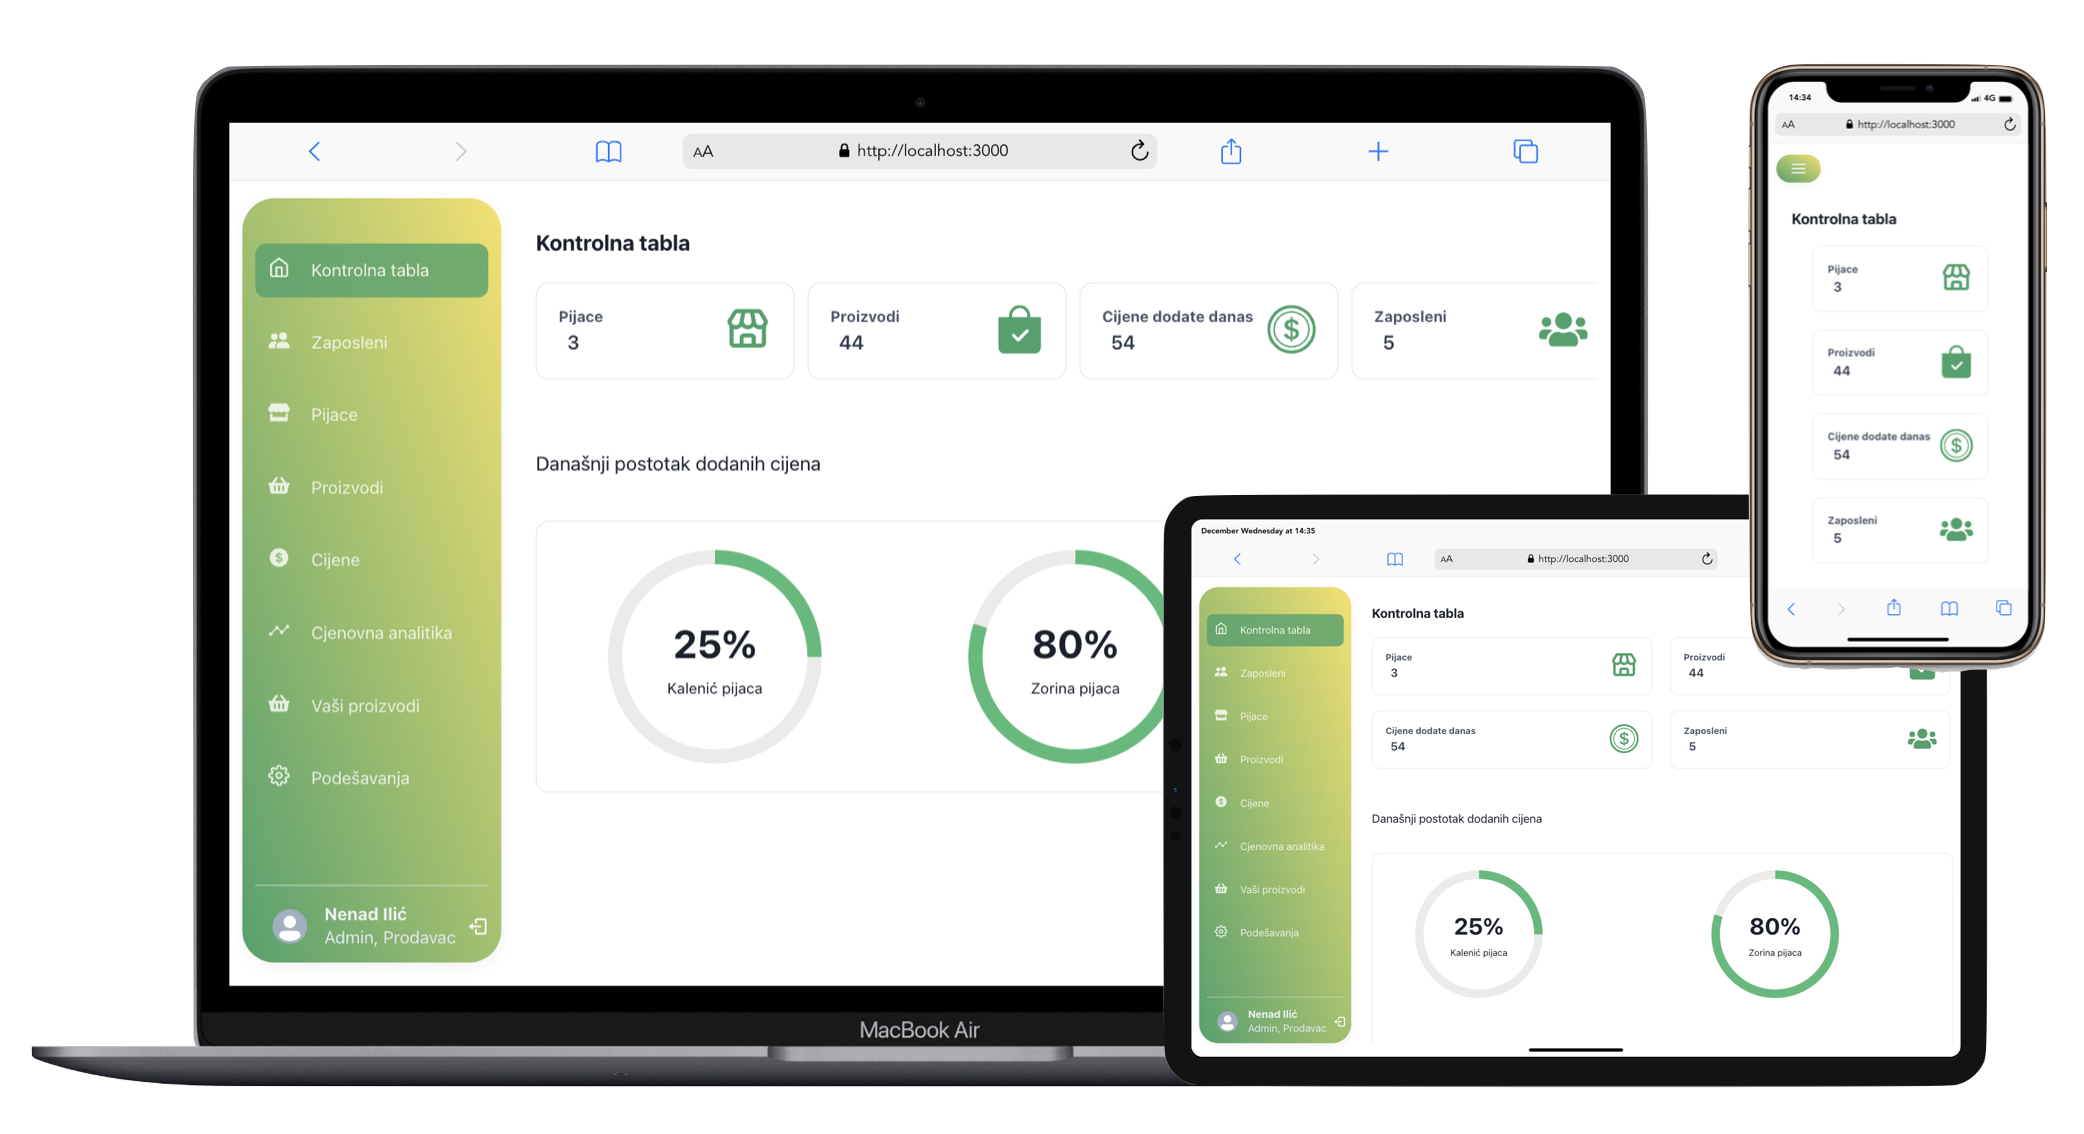 AA
http://localhost:3000
Kontrolna tabla
Zaposleni
Pijace
Proizvodi
Cijene
Cjenovna analitika
Vaši proizvodi
Podešavanja
Nenad Ilić
Admin, Prodavac
Kontrolna tabla
Pijace
3
Proizvodi
44
Cijene dodate danas
54
Zaposleni
5
Današnji postotak dodanih cijena
25%
Kalenić pijaca
80%
Zorina pijaca
MacBook Air
December Wednesday at 14:35
AA
http://localhost:3000
Kontrolna tabla
Zaposleni
Pijace
Proizvodi
Cijene
Cjenovna analitika
Vaši proizvodi
Podešavanja
Nenad Ilić
Admin, Prodavac
Kontrolna tabla
Pijace
3
Proizvodi
44
Cijene dodate danas
54
Zaposleni
5
Današnji postotak dodanih cijena
25%
Kalenić pijaca
80%
Zorina pijaca
14:34
4G
AA
http://localhost:3000
Kontrolna tabla
Pijace
3
Proizvodi
44
Cijene dodate danas
54
Zaposleni
5